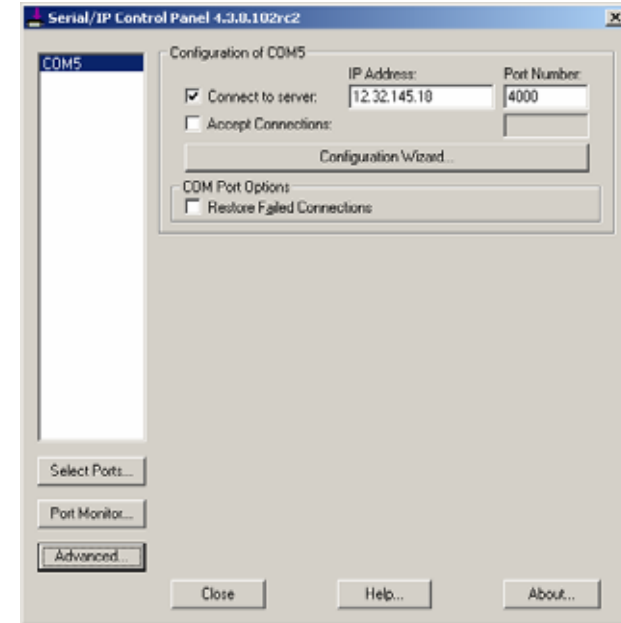 Serial/IP Control Panel 4.3.8.102rc2
COM5
Configuration of COM5
IP Address:
Port Number:
Connect to server:
12.32.145.18
4000
Accept Connections:
Configuration Wizard...
COM Port Options
Restore Failed Connections
Select Ports...
Port Monitor...
Advanced...
Close
Help...
About...